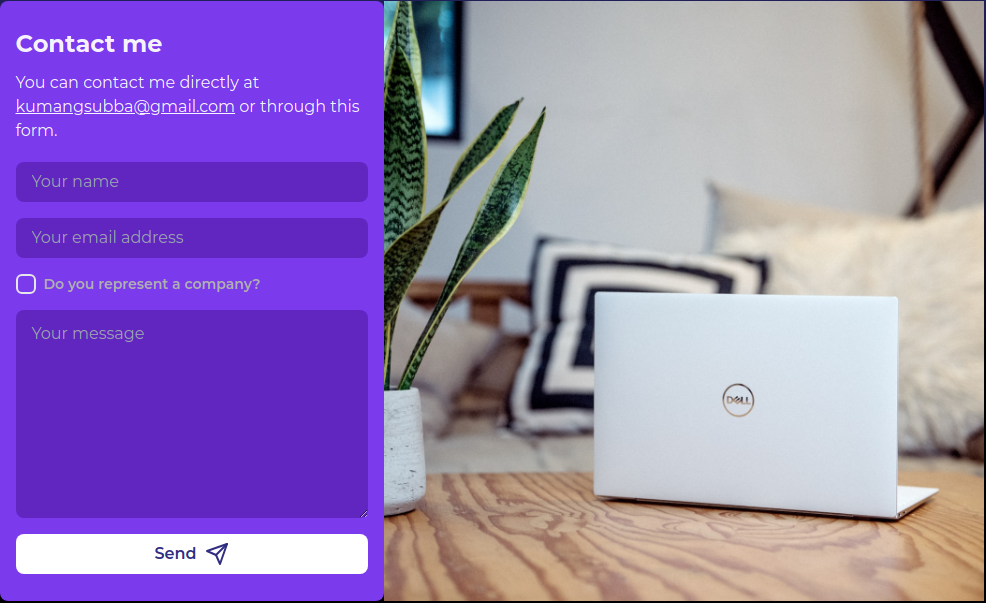 Contact me
You can contact me directly at
kumangsubba@gmail.com or through this
form.
Your name
Your email address
Do you represent a company?
Your message
Send
DELL